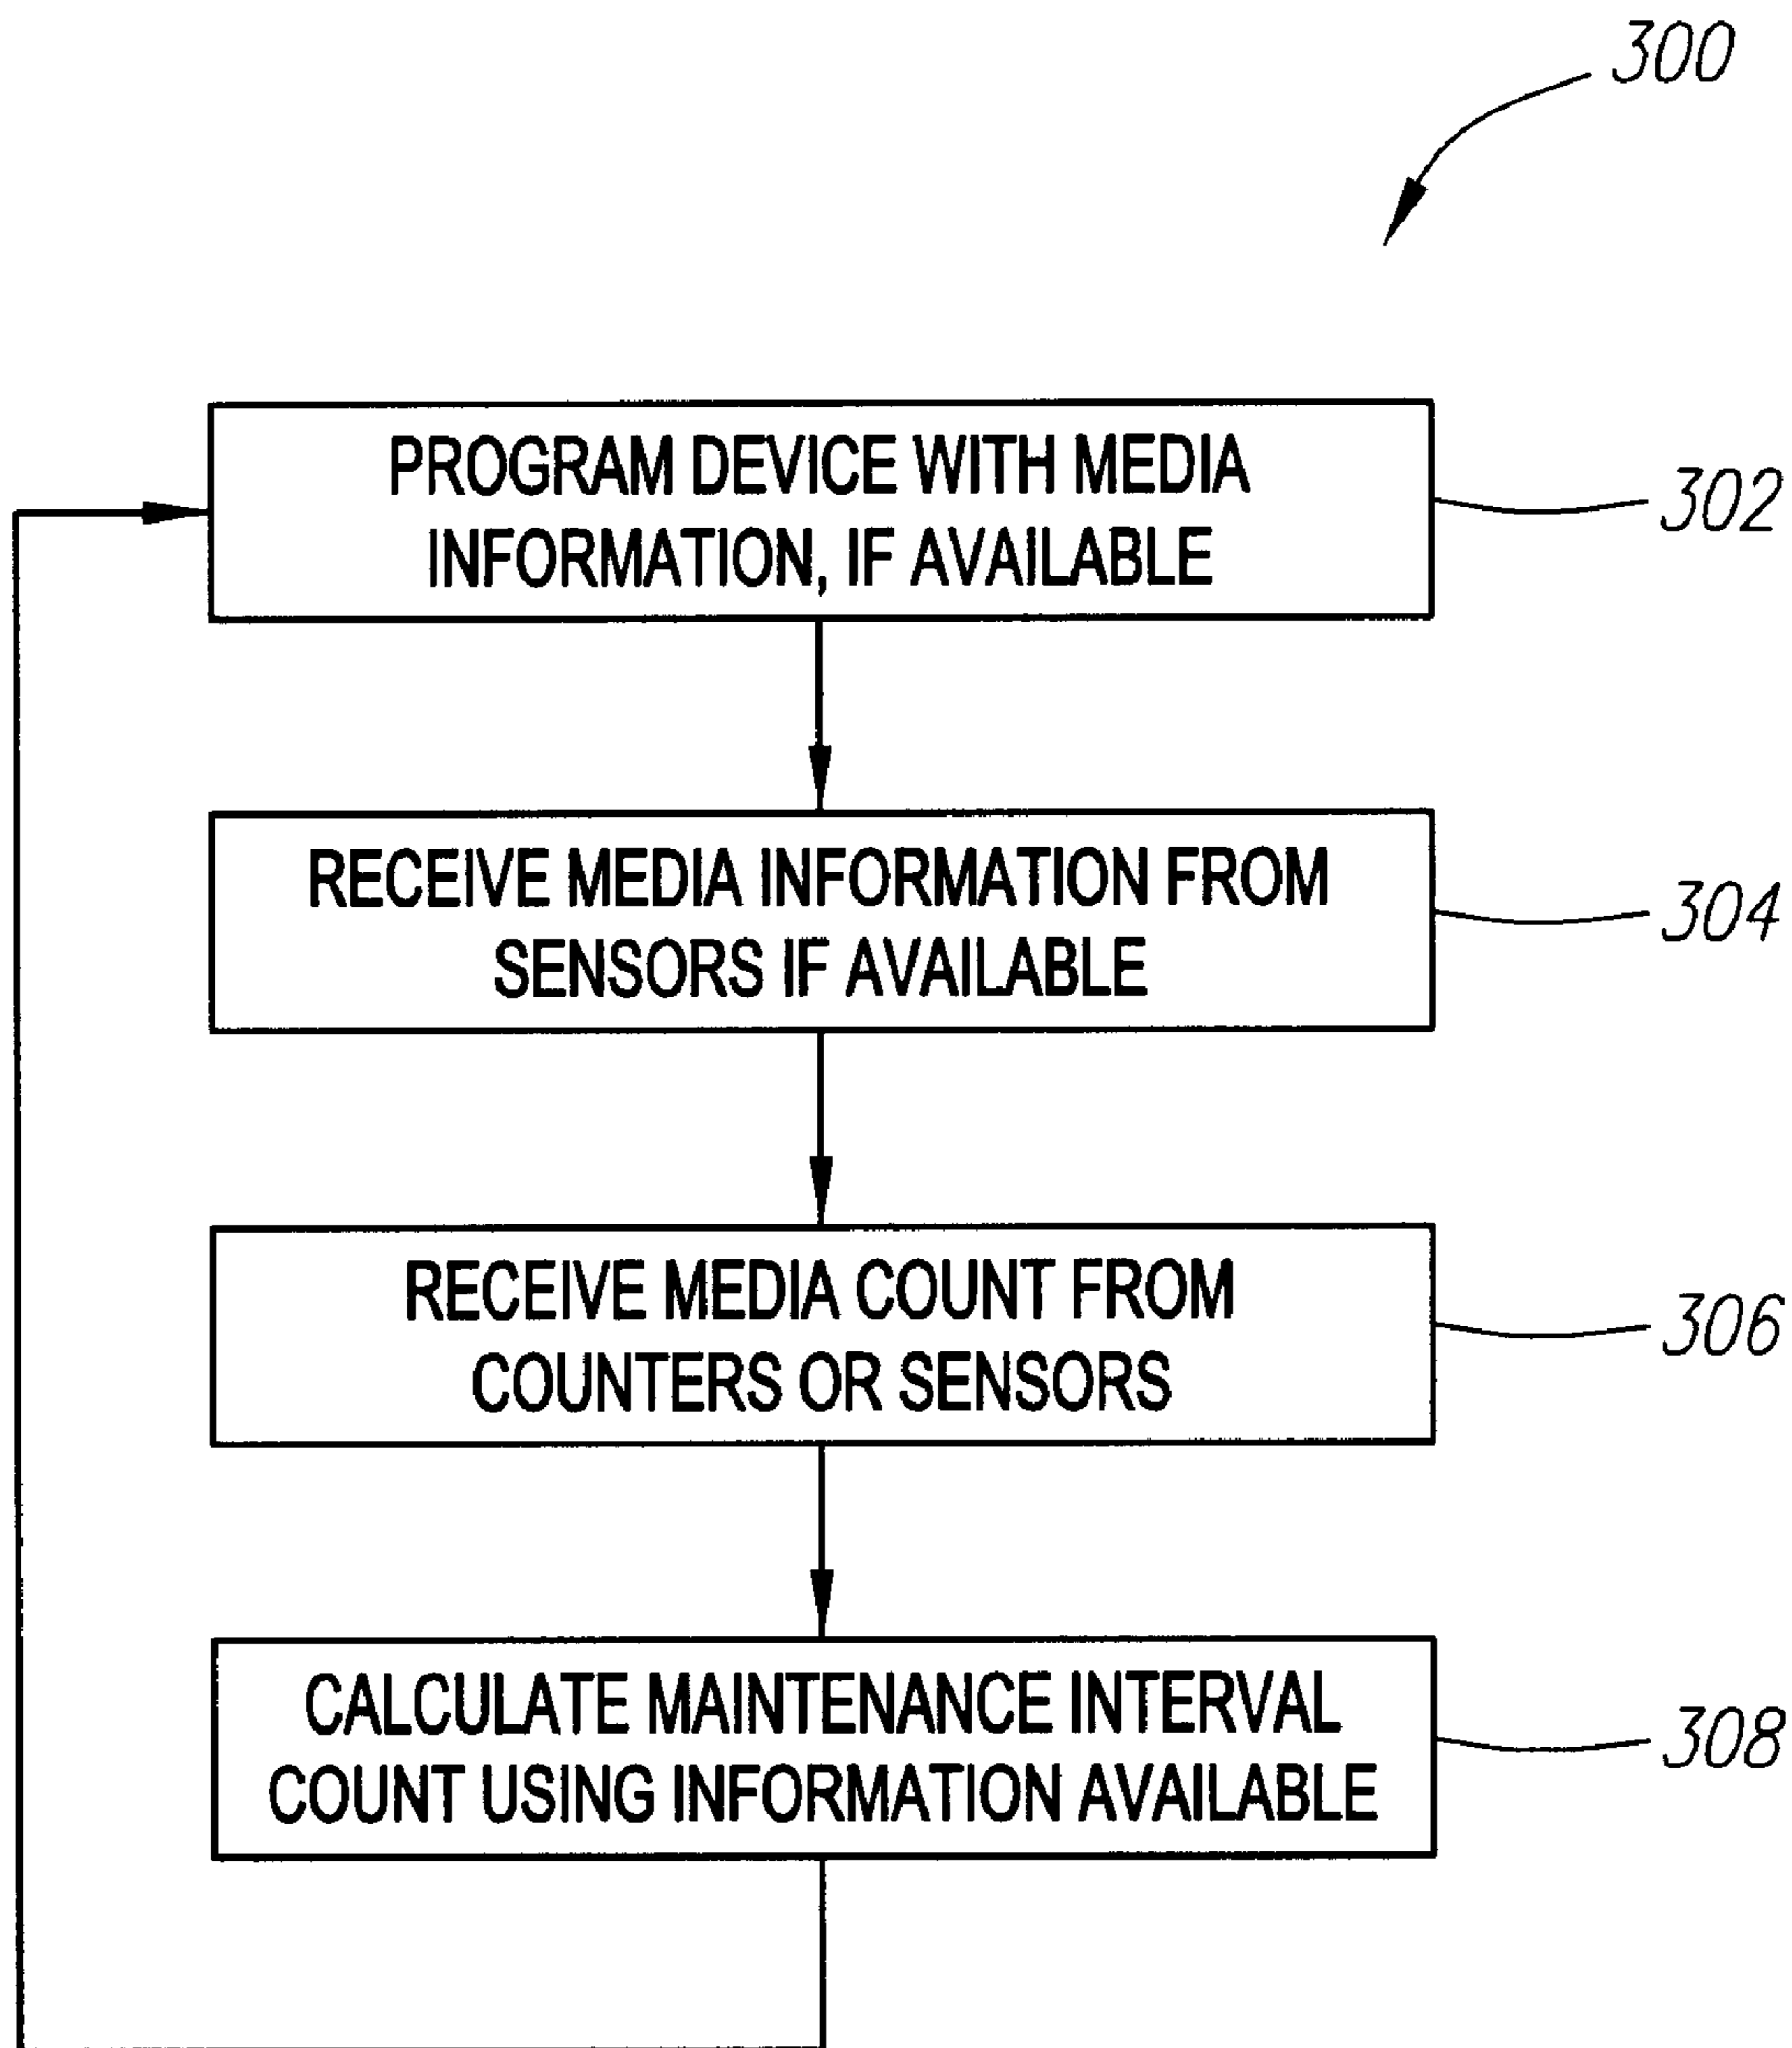 300
PROGRAM DEVICE WITH MEDIA
INFORMATION, IF AVAILABLE
302
RECEIVE MEDIA INFORMATION FROM
SENSORS IF AVAILABLE
304
RECEIVE MEDIA COUNT FROM
COUNTERS OR SENSORS
306
CALCULATE MAINTENANCE INTERVAL
COUNT USING INFORMATION AVAILABLE
308